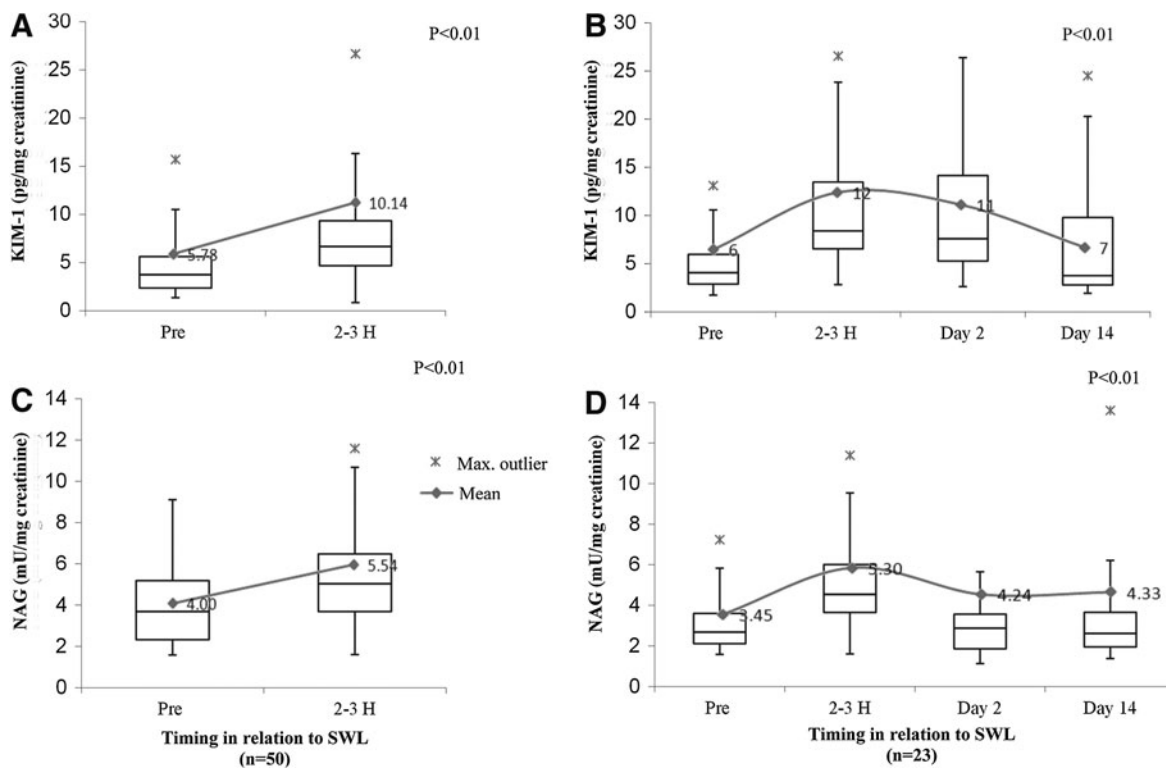 A
P<0.01
KIM-1 (pg/mg creatinine)
30
25
20
15
10
5
0
5.78
10.14
Pre
2-3 H
B
P<0.01
KIM-1 (pg/mg creatinine)
30
25
20
15
10
5
0
6
12
11
7
Pre
2-3 H
Day 2
Day 14
C
P<0.01
NAG (mU/mg creatinine)
14
12
10
8
6
4
2
0
4.00
5.54
Max. outlier
Mean
Pre
2-3 H
Timing in relation to SWL
(n=50)
D
P<0.01
NAG (mU/mg creatinine)
14
12
10
8
6
4
2
0
3.45
5.30
4.24
4.33
Pre
2-3 H
Day 2
Day 14
Timing in relation to SWL
(n=23)